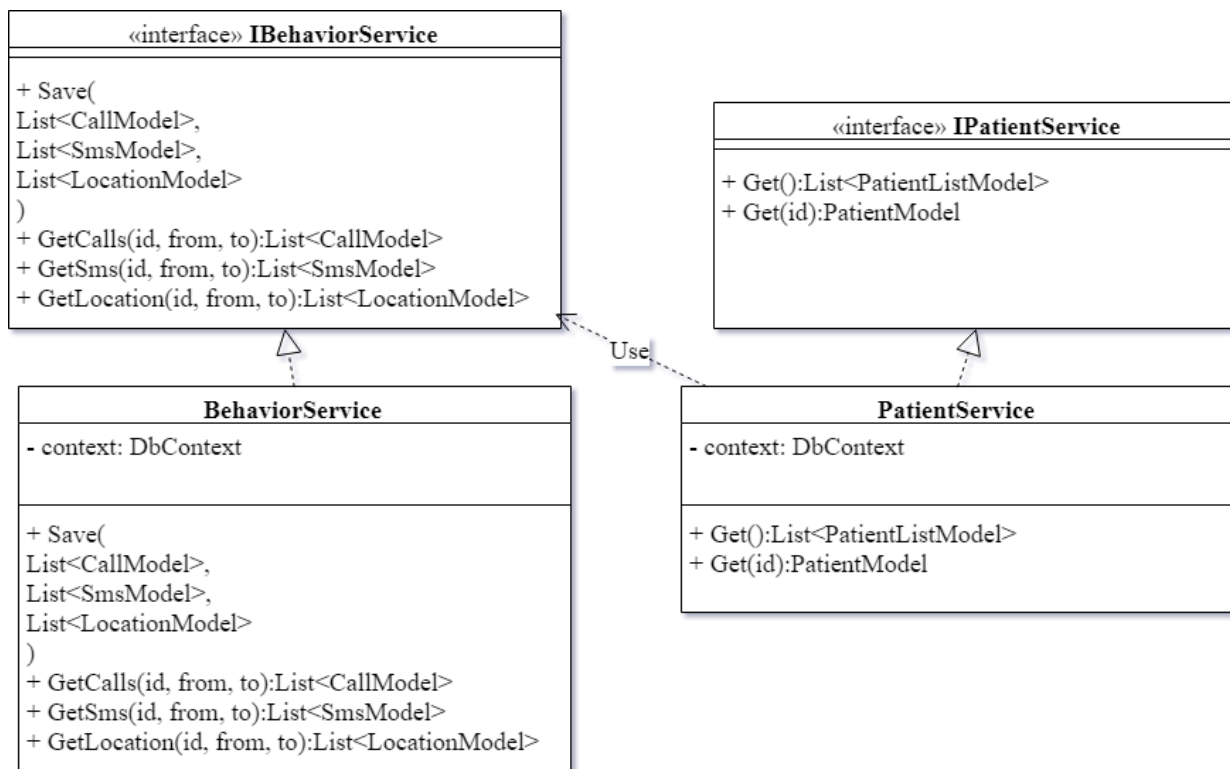 «interface» IBehaviorService
+ Save(
List<CallModel>,
List<SmsModel>,
List<LocationModel>
)
+ GetCalls(id, from, to):List<CallModel>
+ GetSms(id, from, to):List<SmsModel>
+ GetLocation(id, from, to):List<LocationModel>
«interface» IPatientService
+ Get():List<PatientListModel>
+ Get(id):PatientModel
Use
BehaviorService
- context: DbContext
+ Save(
List<CallModel>,
List<SmsModel>,
List<LocationModel>
)
+ GetCalls(id, from, to):List<CallModel>
+ GetSms(id, from, to):List<SmsModel>
+ GetLocation(id, from, to):List<LocationModel>
PatientService
- context: DbContext
+ Get():List<PatientListModel>
+ Get(id):PatientModel